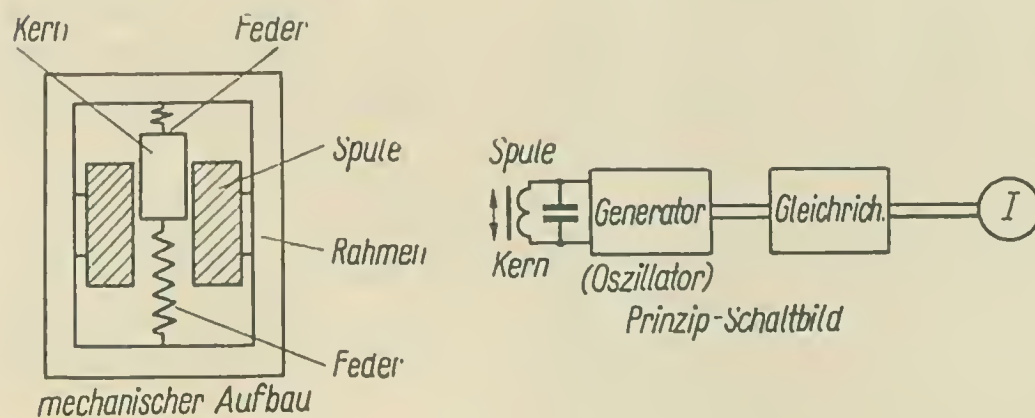 Kern
Feder
Spule
Rahmen
Feder
mechanischer Aufbau
Spule
Kern
Generator
(Oszillator)
Gleichrich.
I
Prinzip-Schaltbild